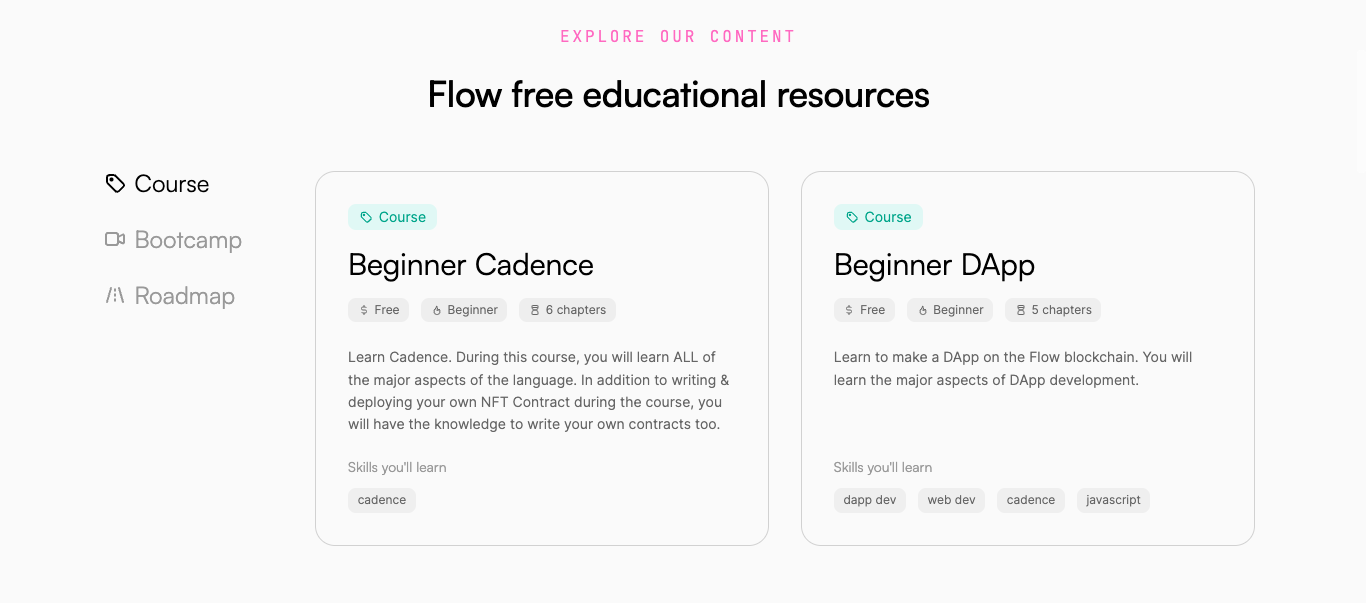 EXPLORE OUR CONTENT
Flow free educational resources
Course
Bootcamp
Roadmap
Course
Beginner Cadence
Free Beginner 6 chapters
Learn Cadence. During this course, you will learn ALL of
the major aspects of the language. In addition to writing &
deploying your own NFT Contract during the course, you
will have the knowledge to write your own contracts too.
Skills you'll learn
cadence
Course
Beginner DApp
Free Beginner 5 chapters
Learn to make a DApp on the Flow blockchain. You will
learn the major aspects of DApp development.
Skills you'll learn
dapp dev web dev cadence javascript